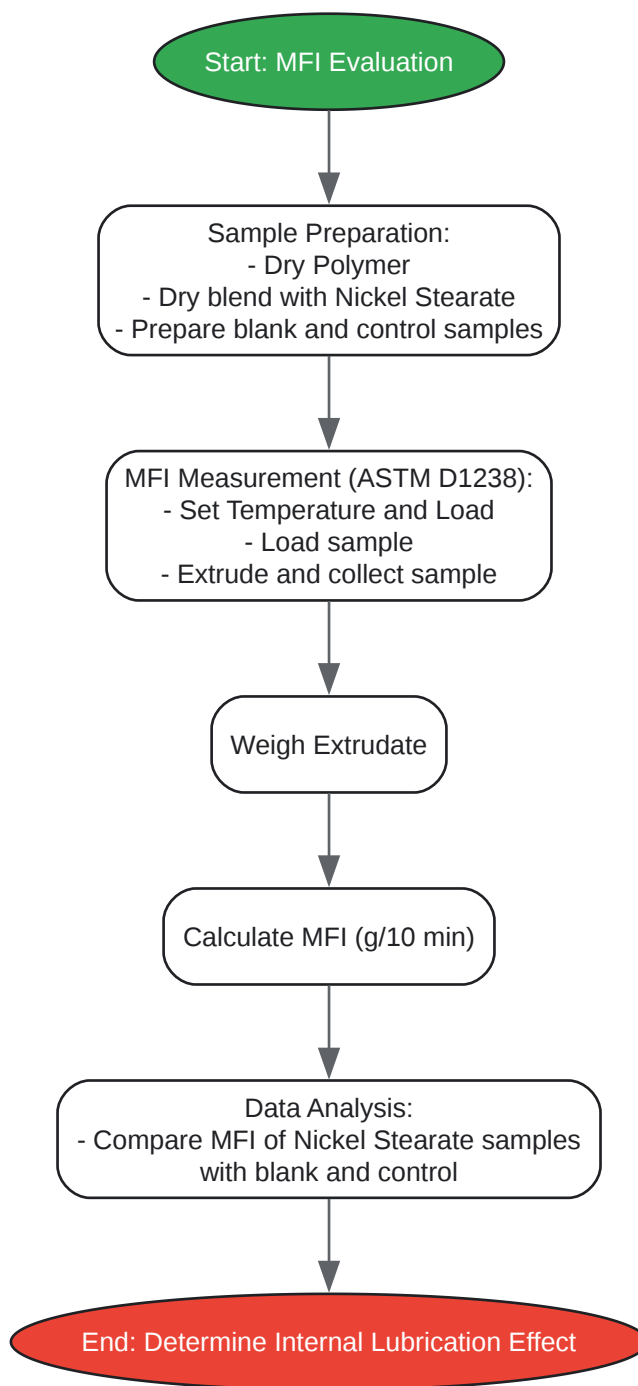 Start: MFI Evaluation
Sample Preparation:
- Dry Polymer
- Dry blend with Nickel Stearate
- Prepare blank and control samples
MFI Measurement (ASTM D1238):
- Set Temperature and Load
- Load sample
- Extrude and collect sample
Weigh Extrudate
Calculate MFI (g/10 min)
Data Analysis:
- Compare MFI of Nickel Stearate samples
with blank and control
End: Determine Internal Lubrication Effect